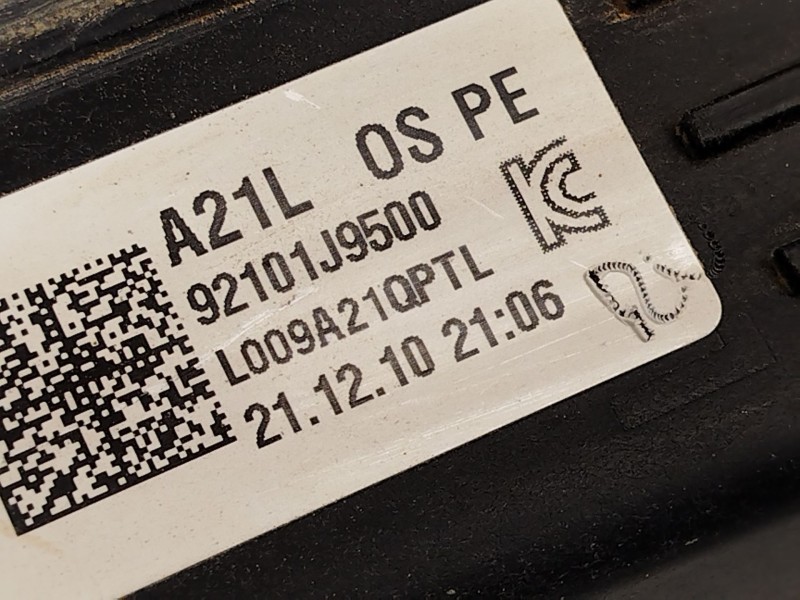 A21L OS PE
92101J9500
L009A21QPTL
21.12.10 21:06